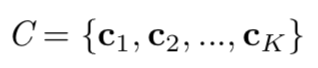 C = {c₁, c₂, ..., c_K}